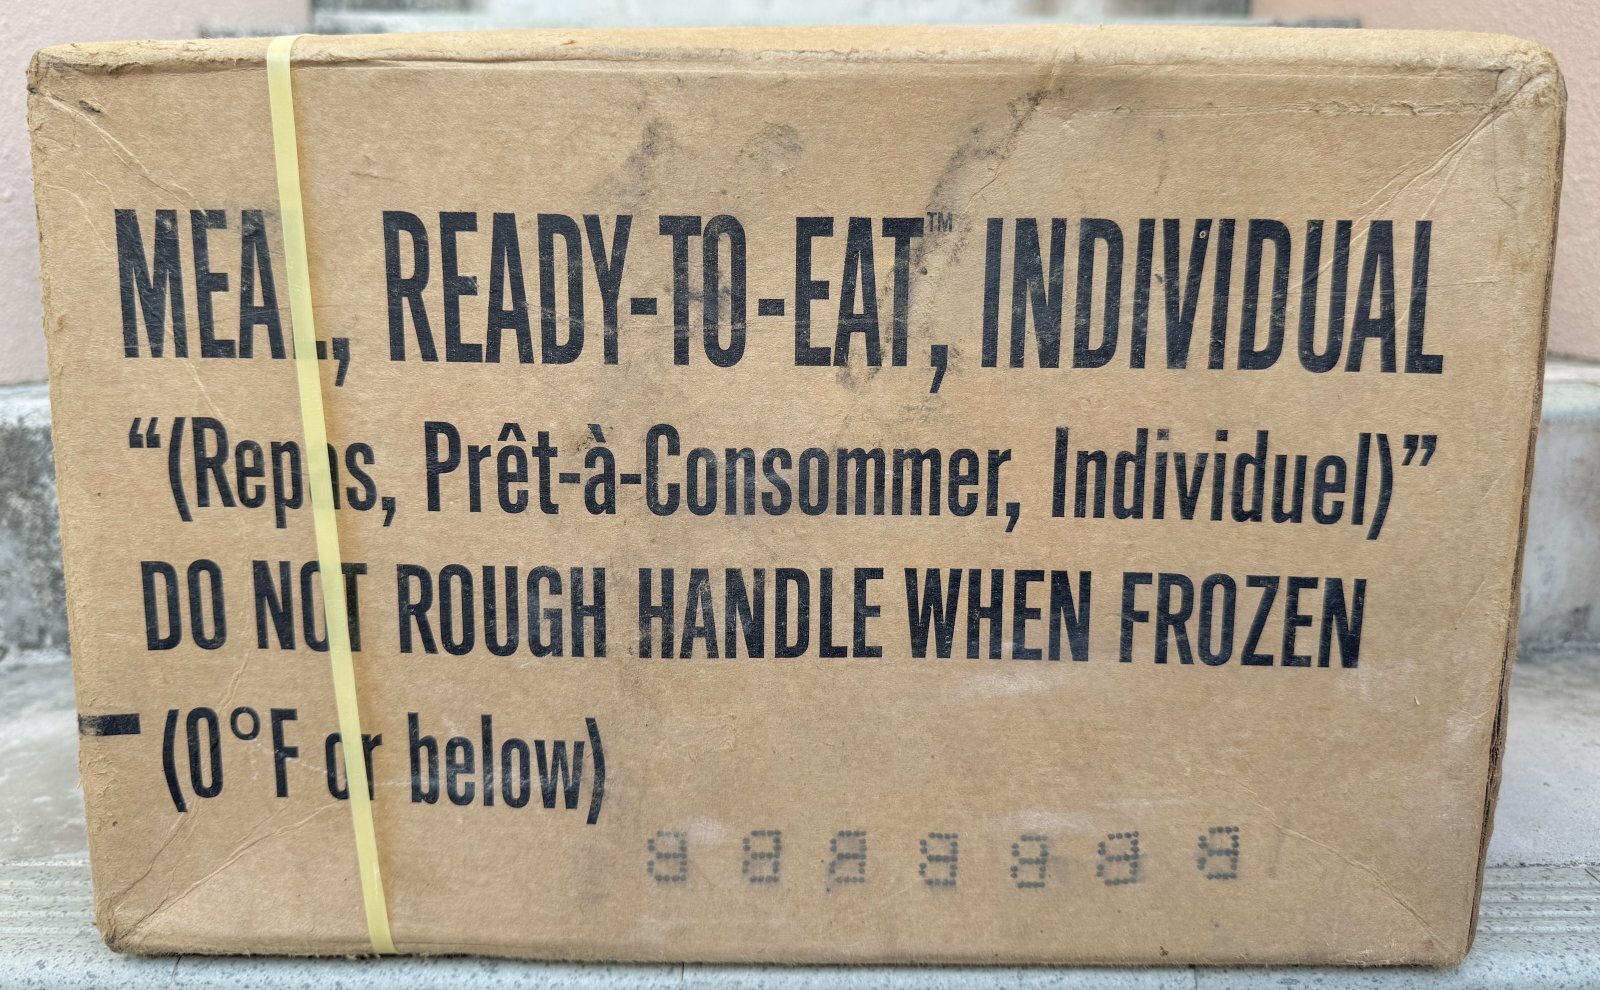 MEAL, READY-TO-EAT™, INDIVIDUAL
“(Repas, Prêt-à-Consommer, Individuel)”
DO NOT ROUGH HANDLE WHEN FROZEN
(0°F or below)